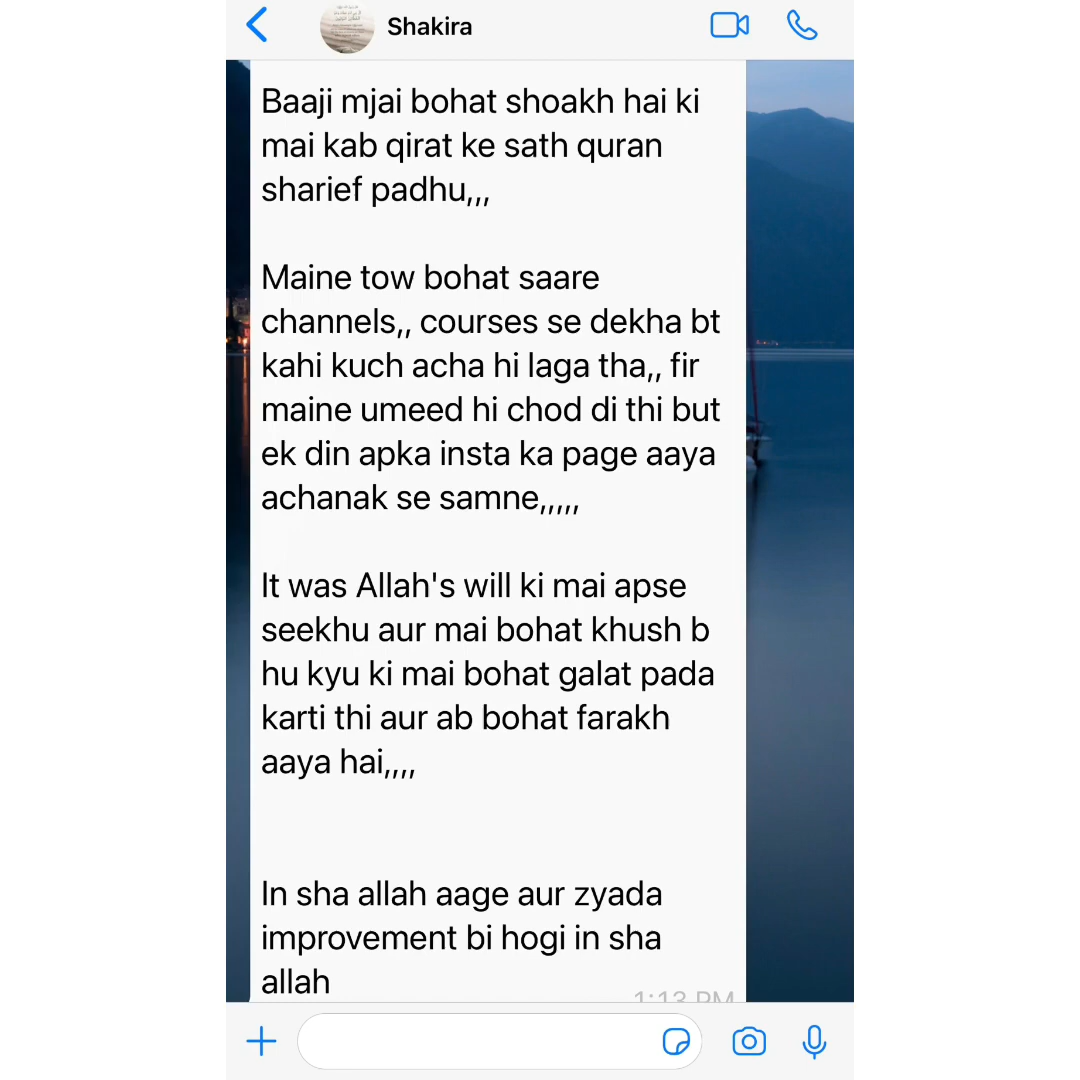 Shakira
Baaji mjai bohat shoakh hai ki
mai kab qirat ke sath quran
sharief padhu,,,
Maine tow bohat saare
channels,, courses se dekha bt
kahi kuch acha hi laga tha,, fir
maine umeed hi chod di thi but
ek din apka insta ka page aaya
achanak se samne,,,,,
It was Allah's will ki mai apse
seekhu aur mai bohat khush b
hu kyu ki mai bohat galat pada
karti thi aur ab bohat farakh
aaya hai,,,,
In sha allah aage aur zyada
improvement bi hogi in sha
allah
1:13 PM